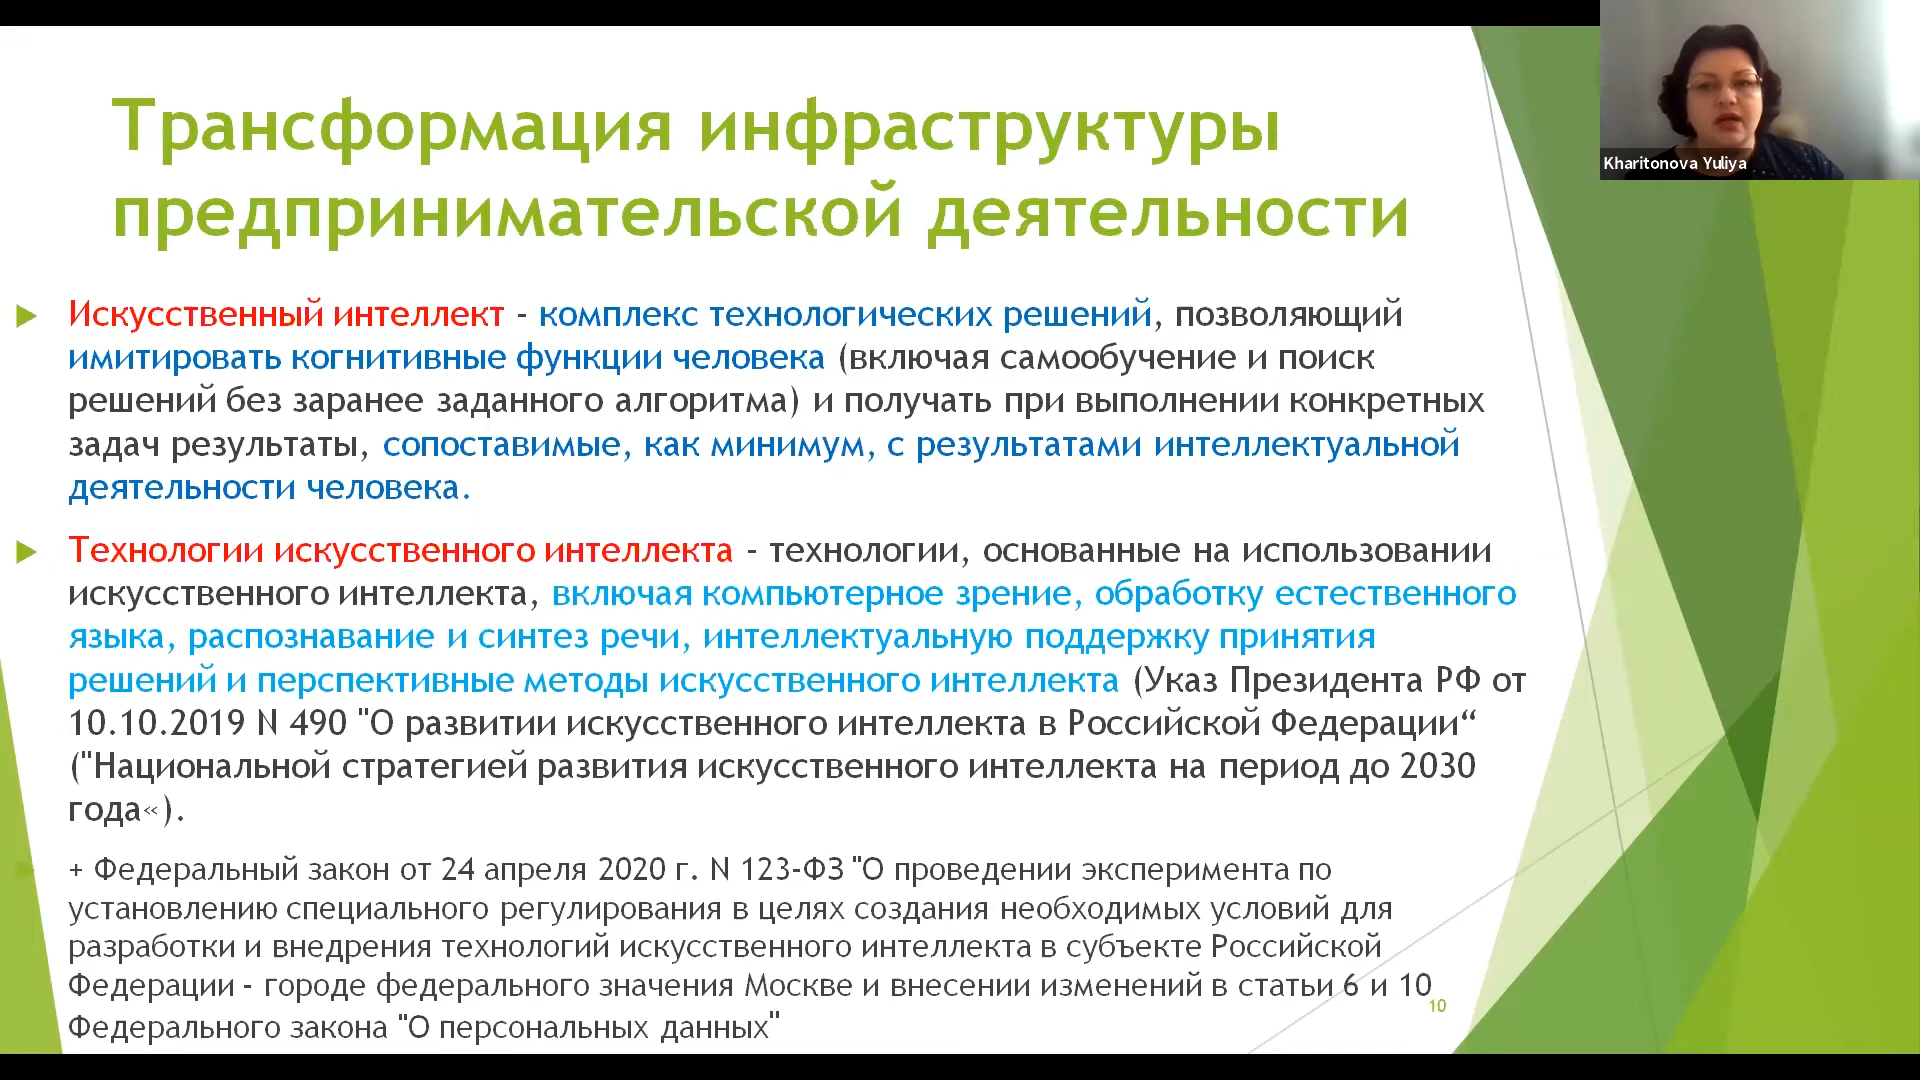 Трансформация инфраструктуры
предпринимательской деятельности
Kharitonova Yuliya
Искусственный интеллект - комплекс технологических решений, позволяющий
имитировать когнитивные функции человека (включая самообучение и поиск
решений без заранее заданного алгоритма) и получать при выполнении конкретных
задач результаты, сопоставимые, как минимум, с результатами интеллектуальной
деятельности человека.
Технологии искусственного интеллекта - технологии, основанные на использовании
искусственного интеллекта, включая компьютерное зрение, обработку естественного
языка, распознавание и синтез речи, интеллектуальную поддержку принятия
решений и перспективные методы искусственного интеллекта (Указ Президента РФ от
10.10.2019 N 490 "О развитии искусственного интеллекта в Российской Федерации“
("Национальной стратегией развития искусственного интеллекта на период до 2030
года«).
+ Федеральный закон от 24 апреля 2020 г. N 123-ФЗ "О проведении эксперимента по
установлению специального регулирования в целях создания необходимых условий для
разработки и внедрения технологий искусственного интеллекта в субъекте Российской
Федерации - городе федерального значения Москве и внесении изменений в статьи 6 и 10
Федерального закона "О персональных данных"
10